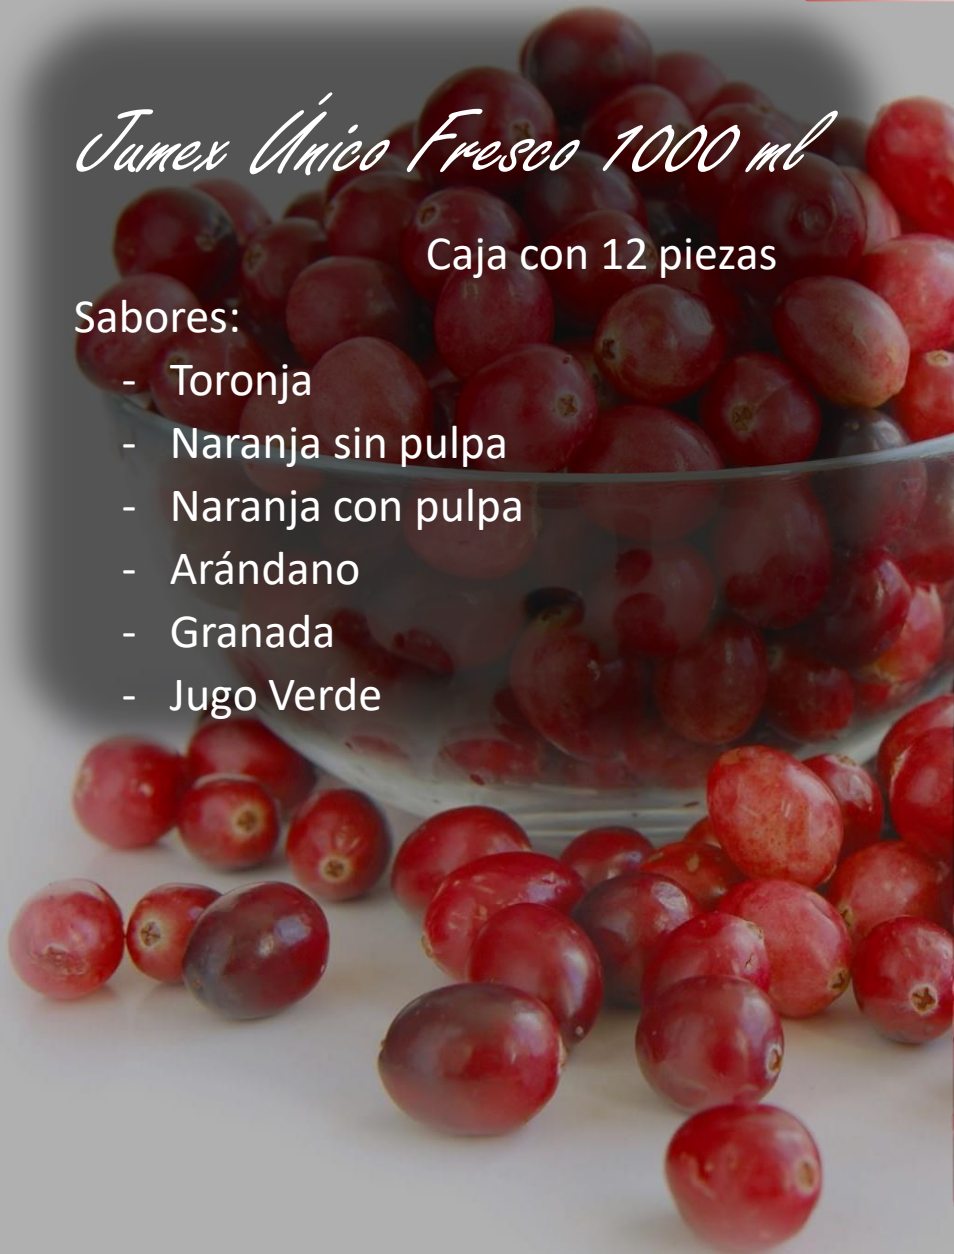 Jumex Único Fresco 1000 ml
Caja con 12 piezas
Sabores:
- Toronja
- Naranja sin pulpa
- Naranja con pulpa
- Arándano
- Granada
- Jugo Verde